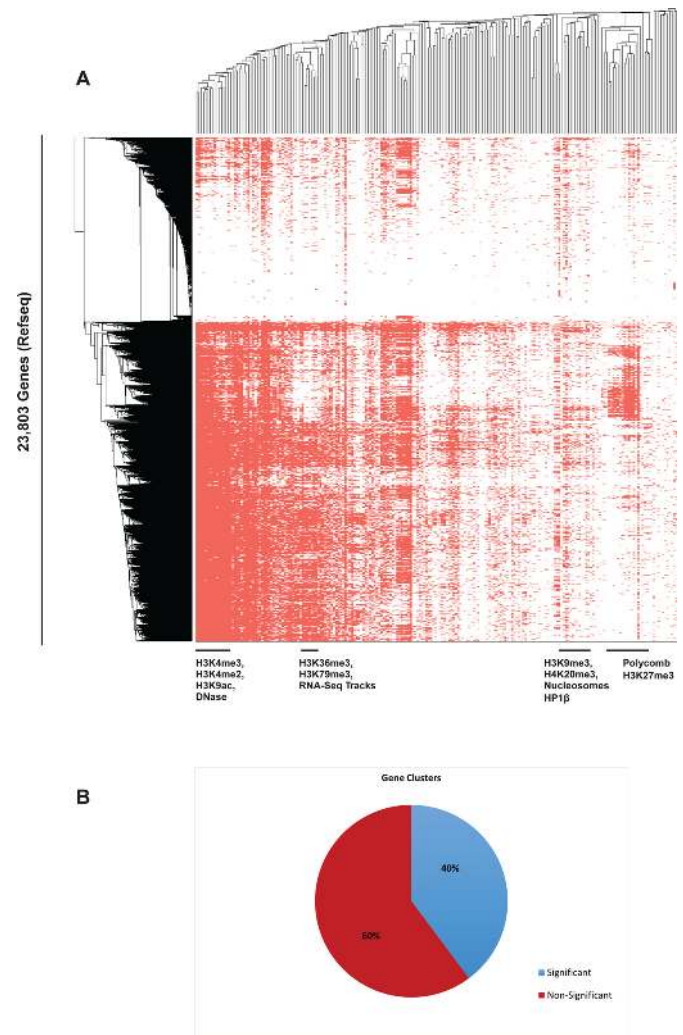 A
23,803 Genes (Refseq)
H3K4me3,
H3K4me2,
H3K9ac,
DNase
H3K36me3,
H3K79me3,
RNA-Seq Tracks
H3K9me3,
H4K20me3,
Nucleosomes
HP1β
Polycomb
H3K27me3
B
Gene Clusters
40%
60%
Significant
Non-Significant